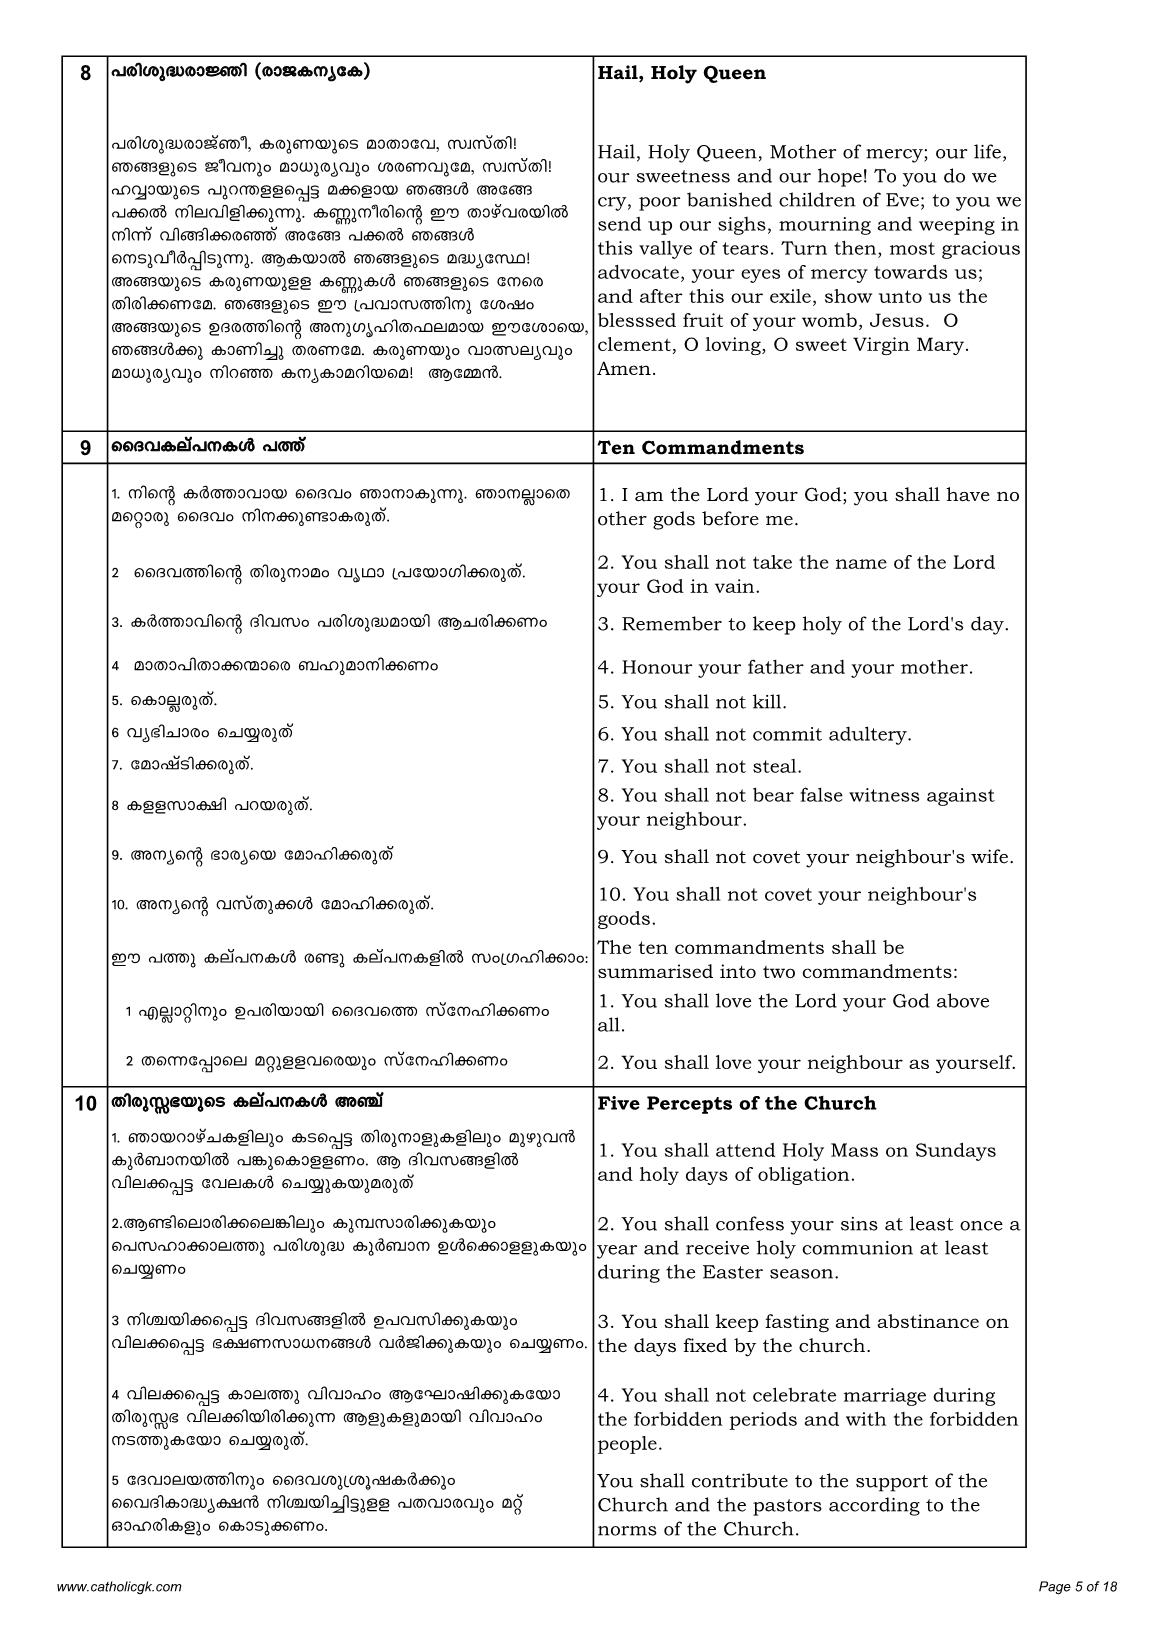 8
പരിശുദ്ധരാജ്ഞി (രാജകന്യകേ)
Hail, Holy Queen
പരിശുദ്ധരാജ്ഞീ, കരുണയുടെ മാതാവേ, സ്വസ്തി!
ഞങ്ങളുടെ ജീവനും മാധുര്യവും ശരണവുമേ, സ്വസ്തി!
ഹവ്വായുടെ പുറന്തളളപ്പെട്ട മക്കളായ ഞങ്ങൾ അങ്ങേ
പക്കൽ നിലവിളിക്കുന്നു. കണ്ണുനീരിന്റെ ഈ താഴ്‌വരയിൽ
നിന്ന് വിങ്ങിക്കരഞ്ഞ് അങ്ങേ പക്കൽ ഞങ്ങൾ
നെടുവീർപ്പിടുന്നു. ആകയാൽ ഞങ്ങളുടെ മദ്ധ്യസ്ഥേ!
അങ്ങയുടെ കരുണയുളള കണ്ണുകൾ ഞങ്ങളുടെ നേരെ
തിരിക്കണമേ. ഞങ്ങളുടെ ഈ പ്രവാസത്തിനു ശേഷം
അങ്ങയുടെ ഉദരത്തിന്റെ അനുഗൃഹിതഫലമായ ഈശോയെ,
ഞങ്ങൾക്കു കാണിച്ചു തരണമേ. കരുണയും വാത്സല്യവും
മാധുര്യവും നിറഞ്ഞ കന്യകാമറിയമെ! ആമ്മേൻ.
Hail, Holy Queen, Mother of mercy; our life,
our sweetness and our hope! To you do we
cry, poor banished children of Eve; to you we
send up our sighs, mourning and weeping in
this vallye of tears. Turn then, most gracious
advocate, your eyes of mercy towards us;
and after this our exile, show unto us the
blesssed fruit of your womb, Jesus. O
clement, O loving, O sweet Virgin Mary.
Amen.
9
ദൈവകല്പനകൾ പത്ത്
Ten Commandments
1. നിന്റെ കർത്താവായ ദൈവം ഞാനാകുന്നു. ഞാനല്ലാതെ
മറ്റൊരു ദൈവം നിനക്കുണ്ടാകരുത്.
1. I am the Lord your God; you shall have no
other gods before me.
2 ദൈവത്തിന്റെ തിരുനാമം വൃഥാ പ്രയോഗിക്കരുത്.
2. You shall not take the name of the Lord
your God in vain.
3. കർത്താവിന്റെ ദിവസം പരിശുദ്ധമായി ആചരിക്കണം
3. Remember to keep holy of the Lord's day.
4 മാതാപിതാക്കന്മാരെ ബഹുമാനിക്കണം
4. Honour your father and your mother.
5. കൊല്ലരുത്.
5. You shall not kill.
6 വ്യഭിചാരം ചെയ്യരുത്
6. You shall not commit adultery.
7. മോഷ്ടിക്കരുത്.
7. You shall not steal.
8 കളളസാക്ഷി പറയരുത്.
8. You shall not bear false witness against
your neighbour.
9. അന്യന്റെ ഭാര്യയെ മോഹിക്കരുത്
9. You shall not covet your neighbour's wife.
10. അന്യന്റെ വസ്തുക്കൾ മോഹിക്കരുത്.
10. You shall not covet your neighbour's
goods.
ഈ പത്തു കല്പനകൾ രണ്ടു കല്പനകളിൽ സംഗ്രഹിക്കാം:
The ten commandments shall be
summarised into two commandments:
1 എല്ലാറ്റിനും ഉപരിയായി ദൈവത്തെ സ്നേഹിക്കണം
1. You shall love the Lord your God above
all.
2 തന്നെപ്പോലെ മറ്റുളളവരെയും സ്നേഹിക്കണം
2. You shall love your neighbour as yourself.
10
തിരുസ്സഭയുടെ കല്പനകൾ അഞ്ച്
Five Percepts of the Church
1. ഞായറാഴ്ചകളിലും കടപ്പെട്ട തിരുനാളുകളിലും മുഴുവൻ
കുർബാനയിൽ പങ്കുകൊളളണം. ആ ദിവസങ്ങളിൽ
വിലക്കപ്പട്ട വേലകൾ ചെയ്യുകയുമരുത്
1. You shall attend Holy Mass on Sundays
and holy days of obligation.
2.ആണ്ടിലൊരിക്കലെങ്കിലും കുമ്പസാരിക്കുകയും
പെസഹാക്കാലത്തു പരിശുദ്ധ കുർബാന ഉൾക്കൊളളുകയും
ചെയ്യണം
2. You shall confess your sins at least once a
year and receive holy communion at least
during the Easter season.
3 നിശ്ചയിക്കപ്പെട്ട ദിവസങ്ങളിൽ ഉപവസിക്കുകയും
വിലക്കപ്പെട്ട ഭക്ഷണസാധനങ്ങൾ വർജിക്കുകയും ചെയ്യണം.
3. You shall keep fasting and abstinance on
the days fixed by the church.
4 വിലക്കപ്പെട്ട കാലത്തു വിവാഹം ആഘോഷിക്കുകയോ
തിരുസ്സഭ വിലക്കിയിരിക്കുന്ന ആളുകളുമായി വിവാഹം
നടത്തുകയോ ചെയ്യരുത്.
4. You shall not celebrate marriage during
the forbidden periods and with the forbidden
people.
5 ദേവാലയത്തിനും ദൈവശുശ്രൂഷകർക്കും
വൈദികാദ്ധ്യക്ഷൻ നിശ്ചയിച്ചിട്ടുളള പതവാരവും മറ്റ്
ഓഹരികളും കൊടുക്കണം.
You shall contribute to the support of the
Church and the pastors according to the
norms of the Church.
www.catholicgk.com
Page 5 of 18